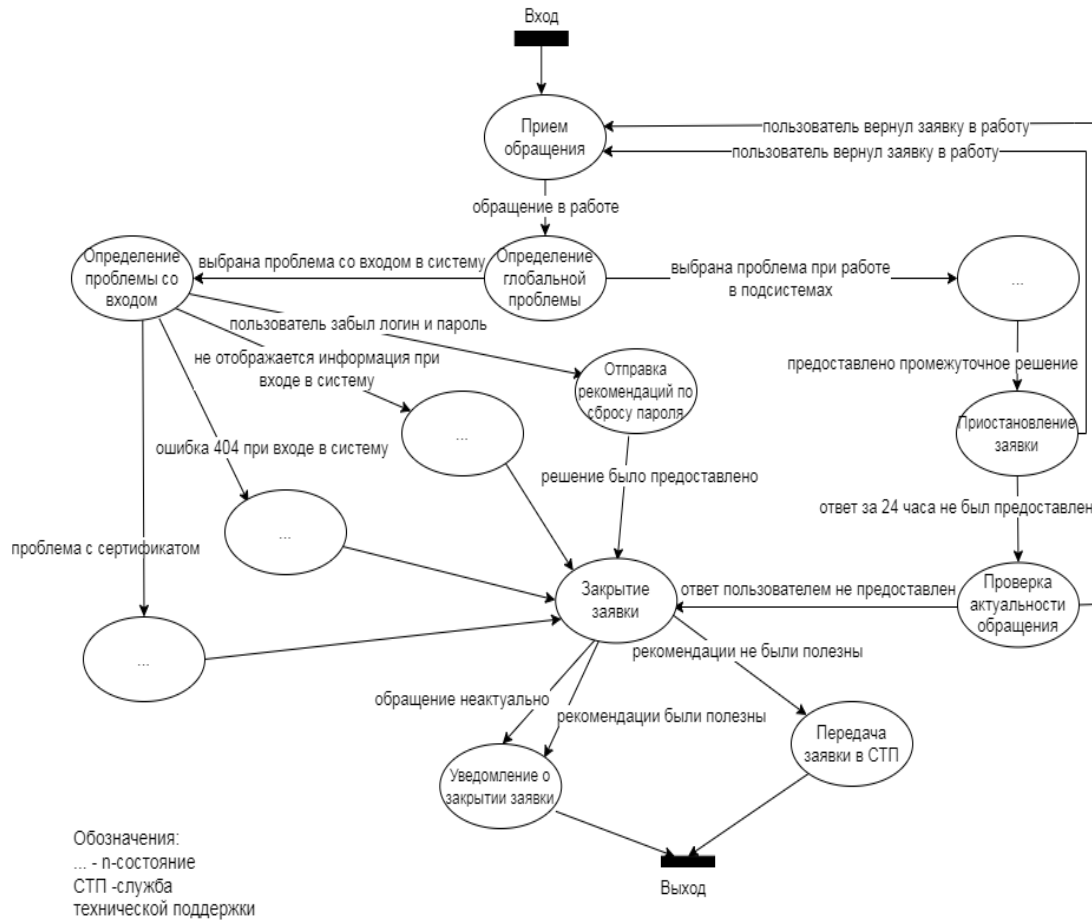 Вход
Прием
обращения
пользователь вернул заявку в работу
пользователь вернул заявку в работу
обращение в работе
Определение
проблемы со
входом
выбрана проблема со входом в систему
Определение
глобальной
проблемы
выбрана проблема при работе
в подсистемах
...
пользователь забыл логин и пароль
не отображается информация при
входе в систему
Отправка
рекомендаций по
сбросу пароля
предоставлено промежуточное решение
Приостановление
заявки
...
ошибка 404 при входе в систему
решение было предоставлено
ответ за 24 часа не был предоставлен
...
проблема с сертификатом
Закрытие
заявки
ответ пользователем не предоставлен
Проверка
актуальности
обращения
...
рекомендации не были полезны
обращение неактуально
рекомендации были полезны
Передача
заявки в СТП
Уведомление о
закрытии заявки
Выход
Обозначения:
... - n-состояние
СТП -служба
технической поддержки